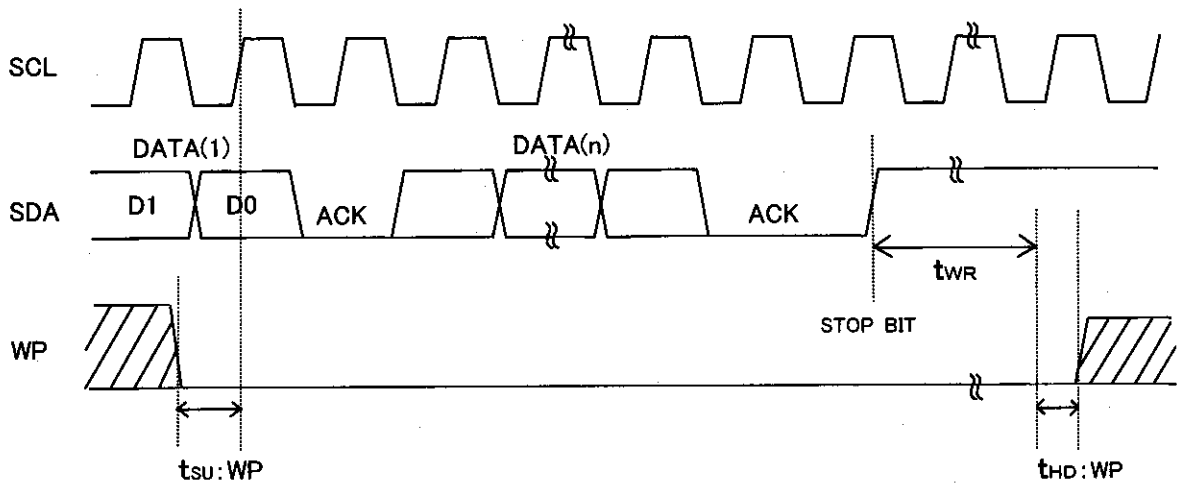 SCL
DATA(1)
DATA(n)
SDA
D1
D0
ACK
ACK
tWR
STOP BIT
WP
tSU:WP
tHD:WP